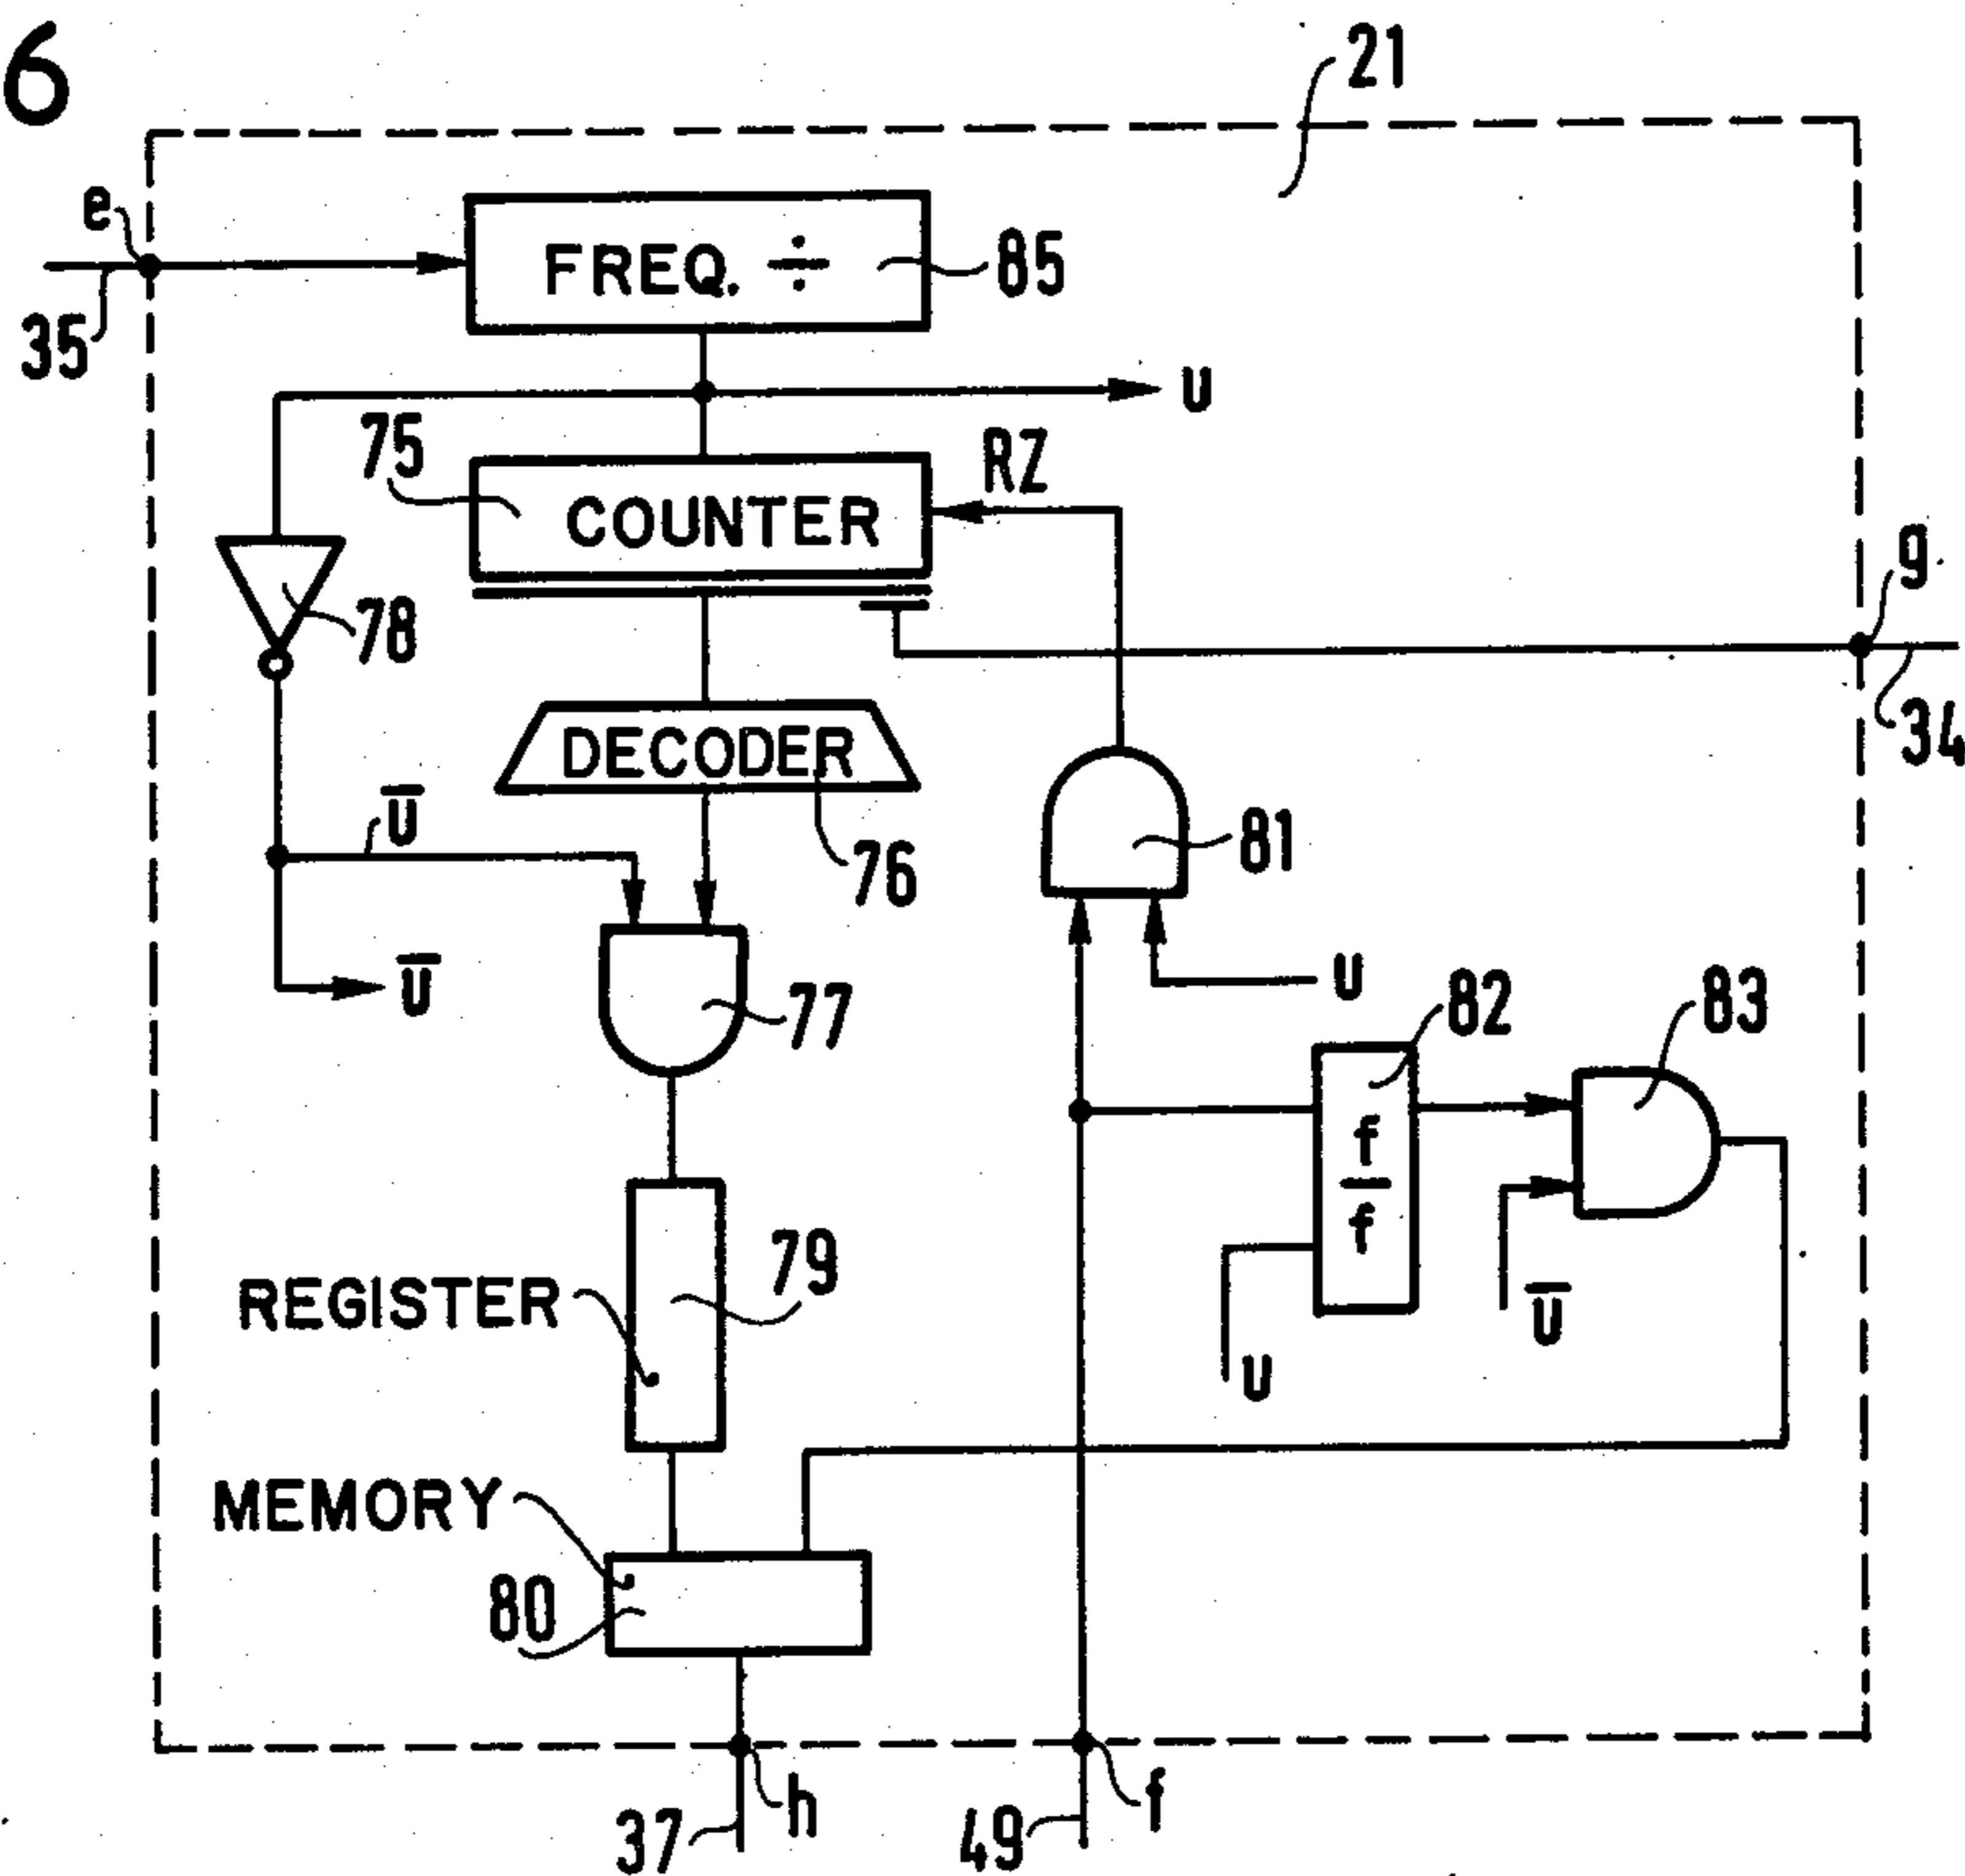 6
21
e
FREQ. ÷
85
35
U
75
RZ
COUNTER
g
78
34
DECODER
U̅
81
76
U̅
77
U
82
83
f
f
79
REGISTER
U̅
U
MEMORY
80
h
f
37
49